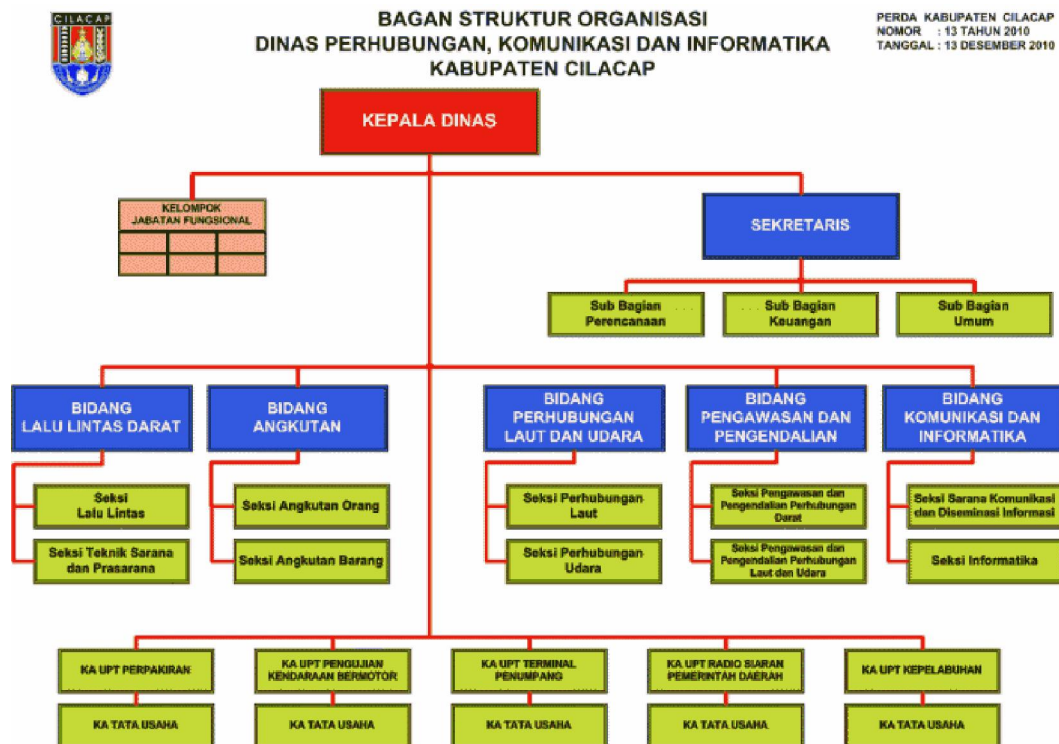 CILACAP
BAGAN STRUKTUR ORGANISASI
DINAS PERHUBUNGAN, KOMUNIKASI DAN INFORMATIKA
KABUPATEN CILACAP
PERDA KABUPATEN CILACAP
NOMOR : 13 TAHUN 2010
TANGGAL : 13 DESEMBER 2010
KEPALA DINAS
KELOMPOK
JABATAN FUNGSIONAL
SEKRETARIS
Sub Bagian
Perencanaan
Sub Bagian
Keuangan
Sub Bagian
Umum
BIDANG
LALU LINTAS DARAT
BIDANG
ANGKUTAN
BIDANG
PERHUBUNGAN
LAUT DAN UDARA
BIDANG
PENGAWASAN DAN
PENGENDALIAN
BIDANG
KOMUNIKASI DAN
INFORMATIKA
Seksi
Lalu Lintas
Seksi Angkutan Orang
Seksi Perhubungan
Laut
Seksi Pengawasan dan
Pengendalian Perhubungan
Darat
Seksi Sarana Komunikasi
dan Diseminasi Informasi
Seksi Teknik Sarana
dan Prasarana
Seksi Angkutan Barang
Seksi Perhubungan
Udara
Seksi Pengawasan dan
Pengendalian Perhubungan
Laut dan Udara
Seksi Informatika
KA UPT PERPAKIRAN
KA UPT PENGUJIAN
KENDARAAN BERMOTOR
KA UPT TERMINAL
PENUMPANG
KA UPT RADIO SIARAN
PEMERINTAH DAERAH
KA UPT KEPELABUHAN
KA TATA USAHA
KA TATA USAHA
KA TATA USAHA
KA TATA USAHA
KA TATA USAHA